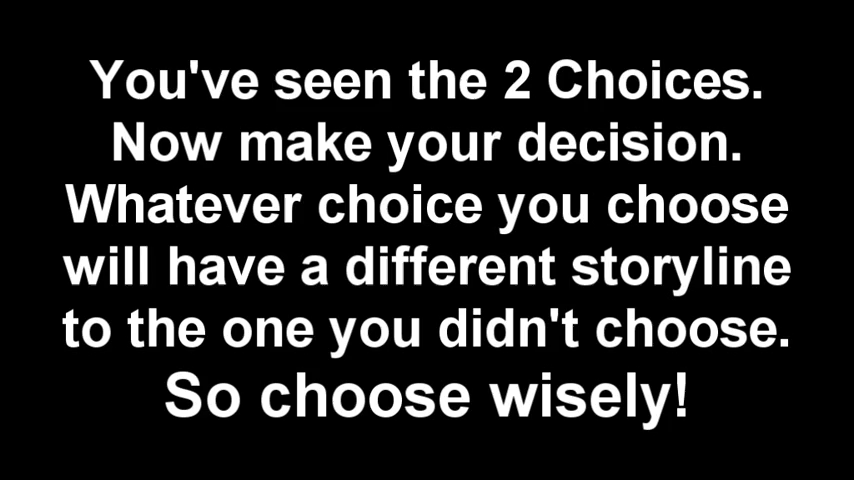 You've seen the 2 Choices.
Now make your decision.
Whatever choice you choose
will have a different storyline
to the one you didn't choose.
So choose wisely!